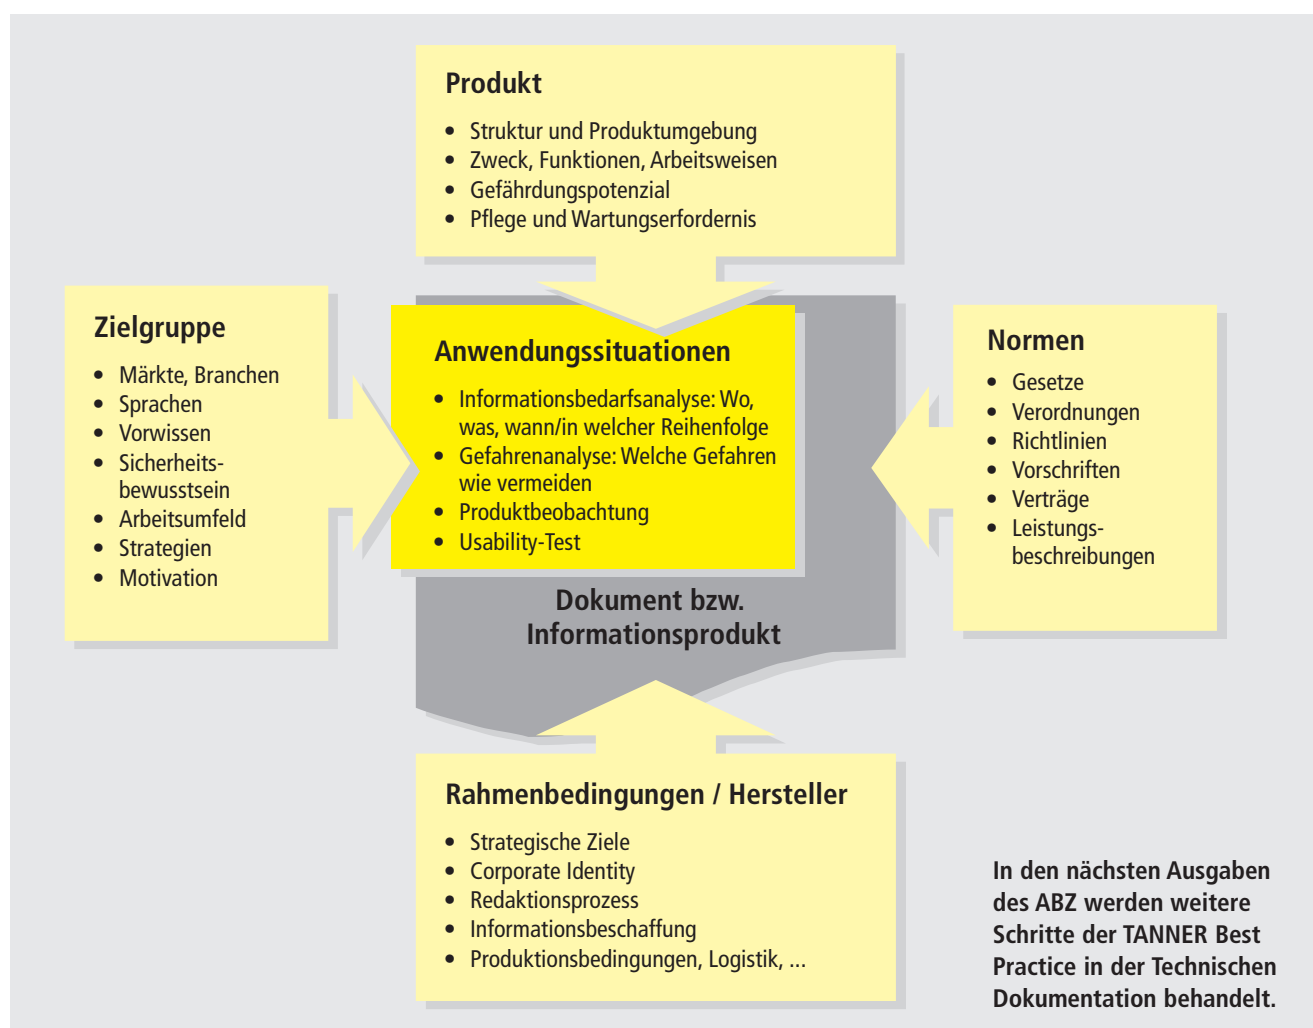 Produkt
• Struktur und Produktumgebung
• Zweck, Funktionen, Arbeitsweisen
• Gefährdungspotenzial
• Pflege und Wartungserfordernis
Zielgruppe
• Märkte, Branchen
• Sprachen
• Vorwissen
• Sicherheits-
bewusstsein
• Arbeitsumfeld
• Strategien
• Motivation
Anwendungssituationen
• Informationsbedarfsanalyse: Wo,
was, wann/in welcher Reihenfolge
• Gefahrenanalyse: Welche Gefahren
wie vermeiden
• Produktbeobachtung
• Usability-Test
Normen
• Gesetze
• Verordnungen
• Richtlinien
• Vorschriften
• Verträge
• Leistungs-
beschreibungen
Dokument bzw.
Informationsprodukt
Rahmenbedingungen / Hersteller
• Strategische Ziele
• Corporate Identity
• Redaktionsprozess
• Informationsbeschaffung
• Produktionsbedingungen, Logistik, ...
In den nächsten Ausgaben
des ABZ werden weitere
Schritte der TANNER Best
Practice in der Technischen
Dokumentation behandelt.